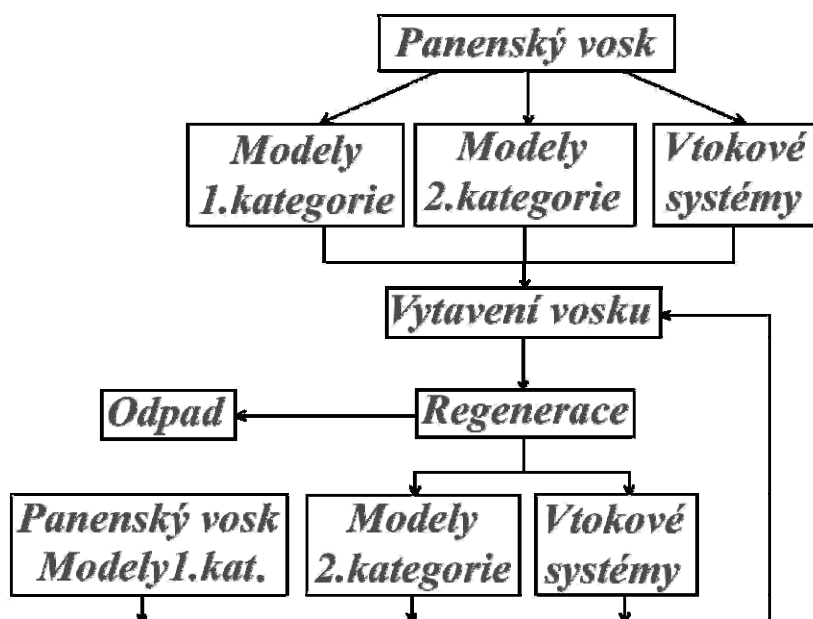 Panenský vosk
Modely
1.kategorie
Modely
2.kategorie
Vtokové
systémy
Vytavení vosku
Odpad
Regenerace
Panenský vosk
Modely1.kat.
Modely
2.kategorie
Vtokové
systémy